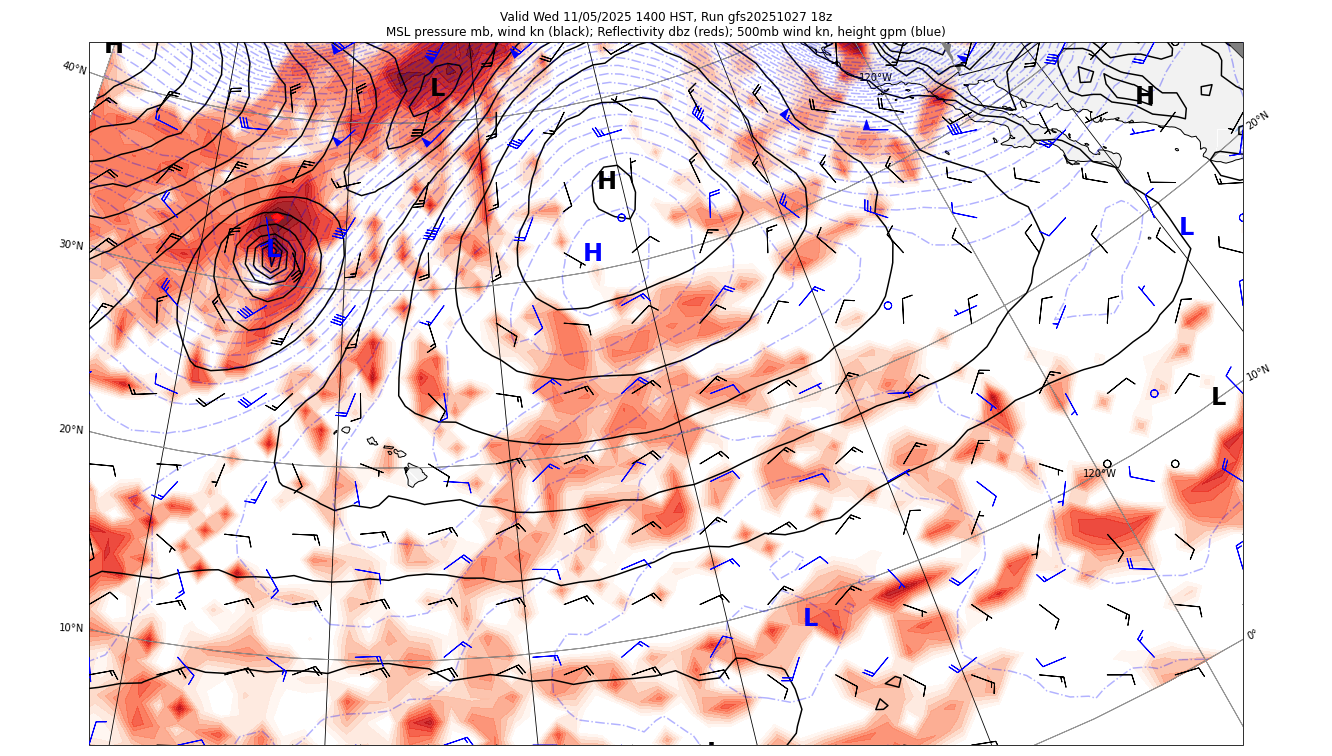 Valid Wed 11/05/2025 1400 HST, Run gfs20251027 18z
MSL pressure mb, wind kn (black); Reflectivity dbz (reds); 500mb wind kn, height gpm (blue)
H
40°N
120°W
L
H
20°N
H
L
30°N
L
H
10°N
L
20°N
120°W
L
10°N
0°